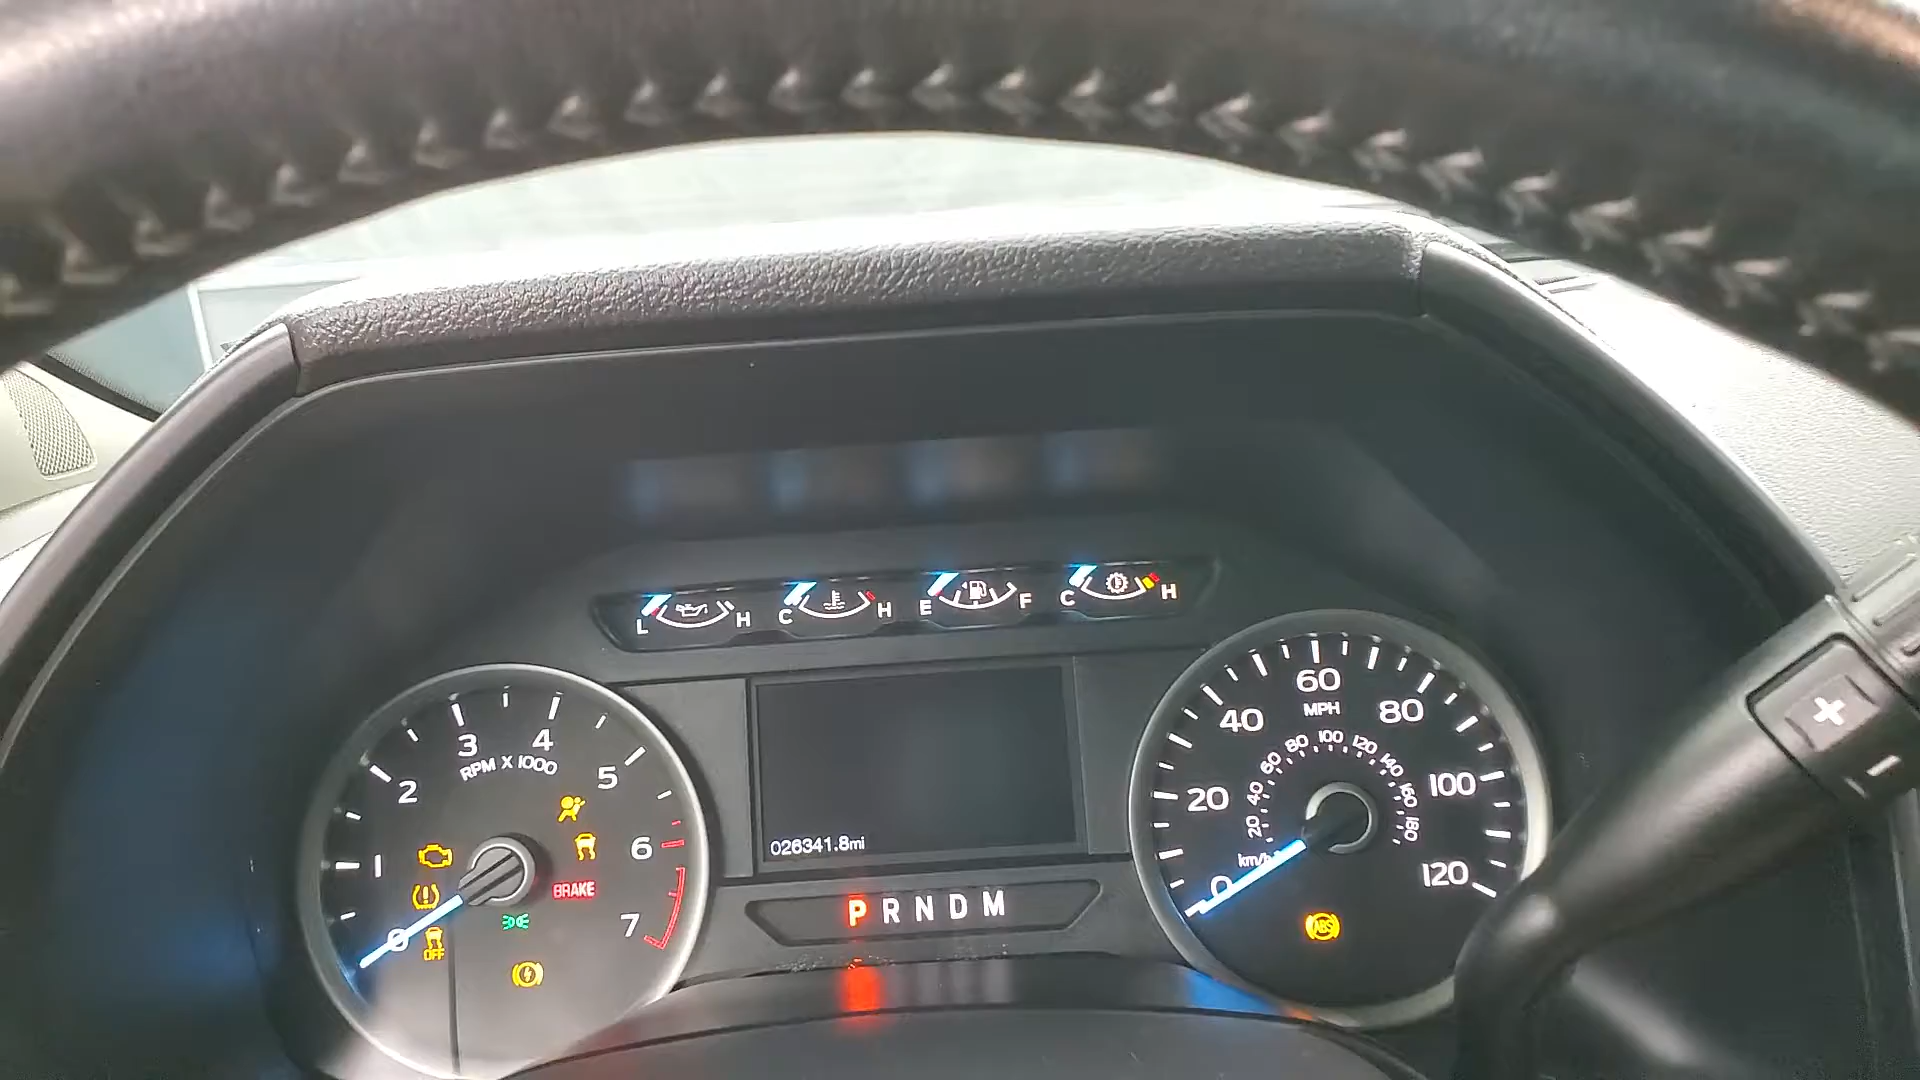 L H C H E F C H
3 4
RPM X 1000
2 5
1 6
BRAKE
0 7
OFF
026341.8mi
P R N D M
60
MPH
40 80
20 100
0 120
20 40 60 80 100 120 140 160 180
km/h
ABS
+
-